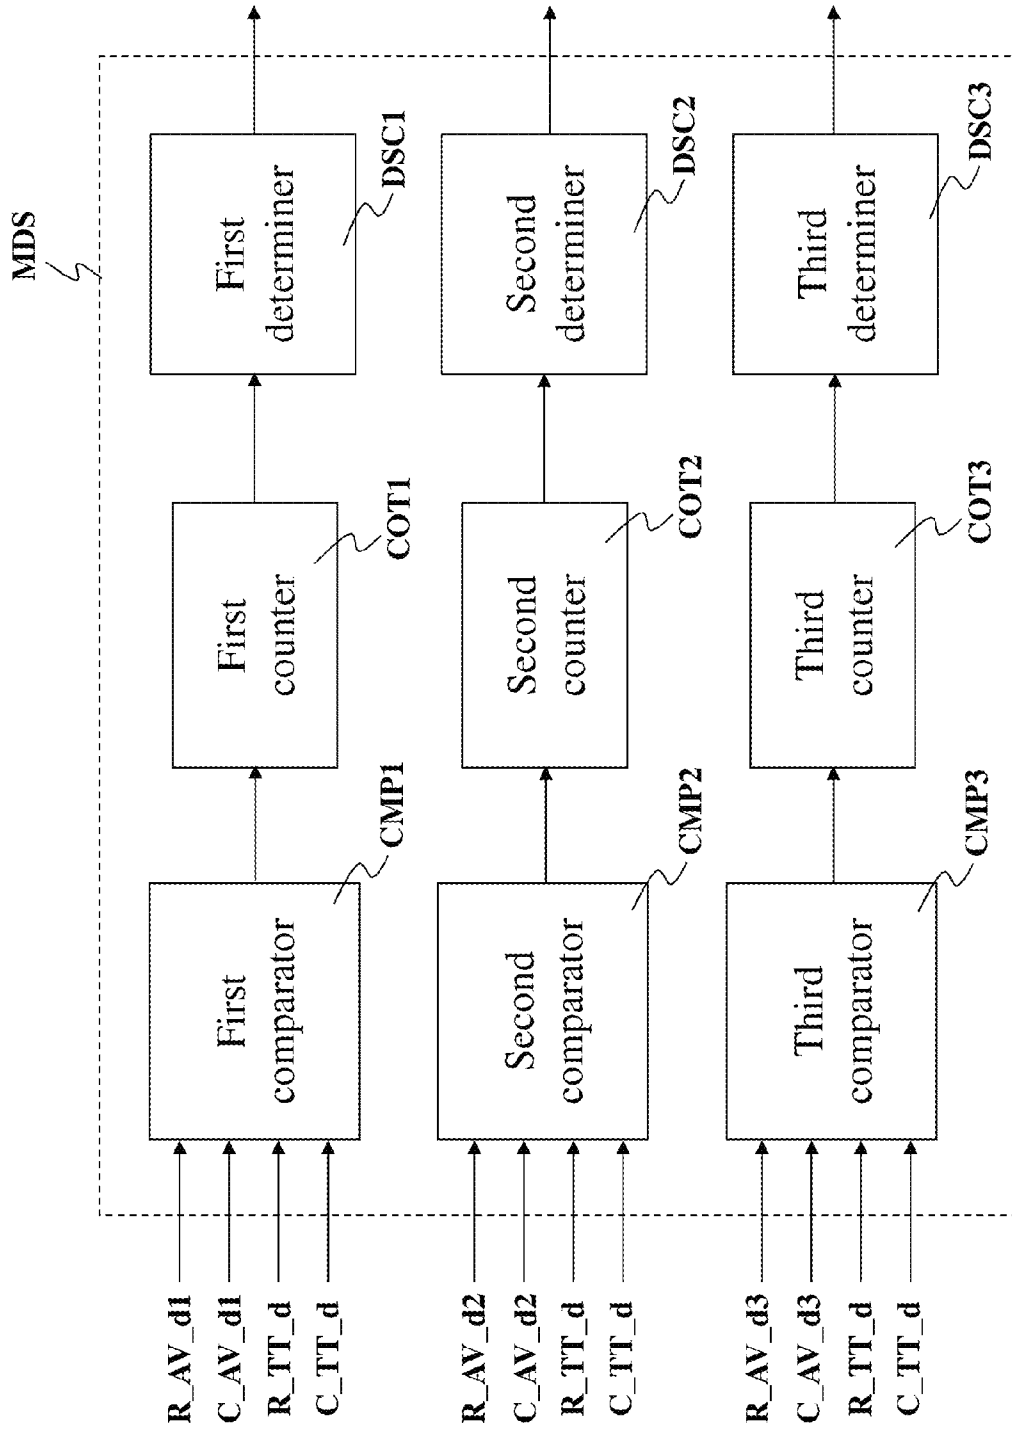 MDS
R_AV_d1
C_AV_d1
R_TT_d
C_TT_d
First
comparator
CMP1
First
counter
COT1
First
determiner
DSC1
R_AV_d2
C_AV_d2
R_TT_d
C_TT_d
Second
comparator
CMP2
Second
counter
COT2
Second
determiner
DSC2
R_AV_d3
C_AV_d3
R_TT_d
C_TT_d
Third
comparator
CMP3
Third
counter
COT3
Third
determiner
DSC3